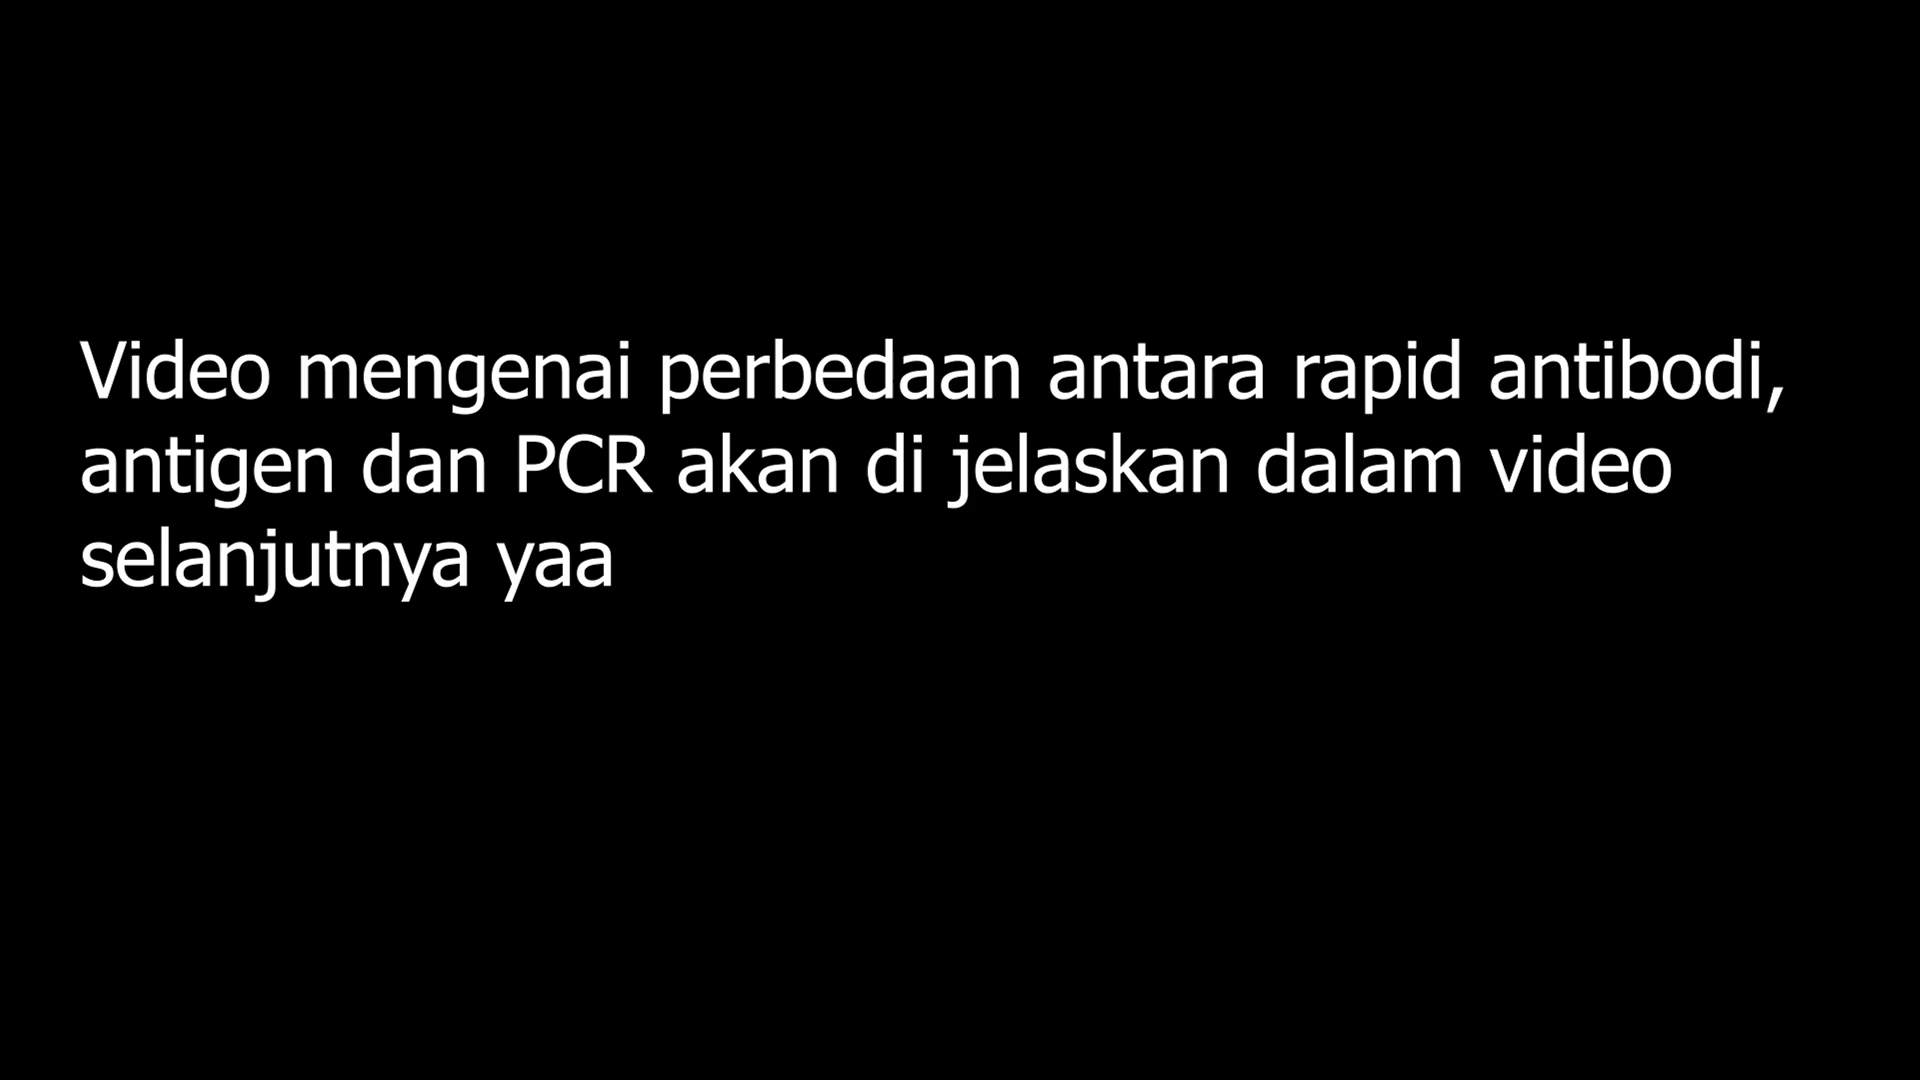 Video mengenai perbedaan antara rapid antibodi,
antigen dan PCR akan di jelaskan dalam video
selanjutnya yaa